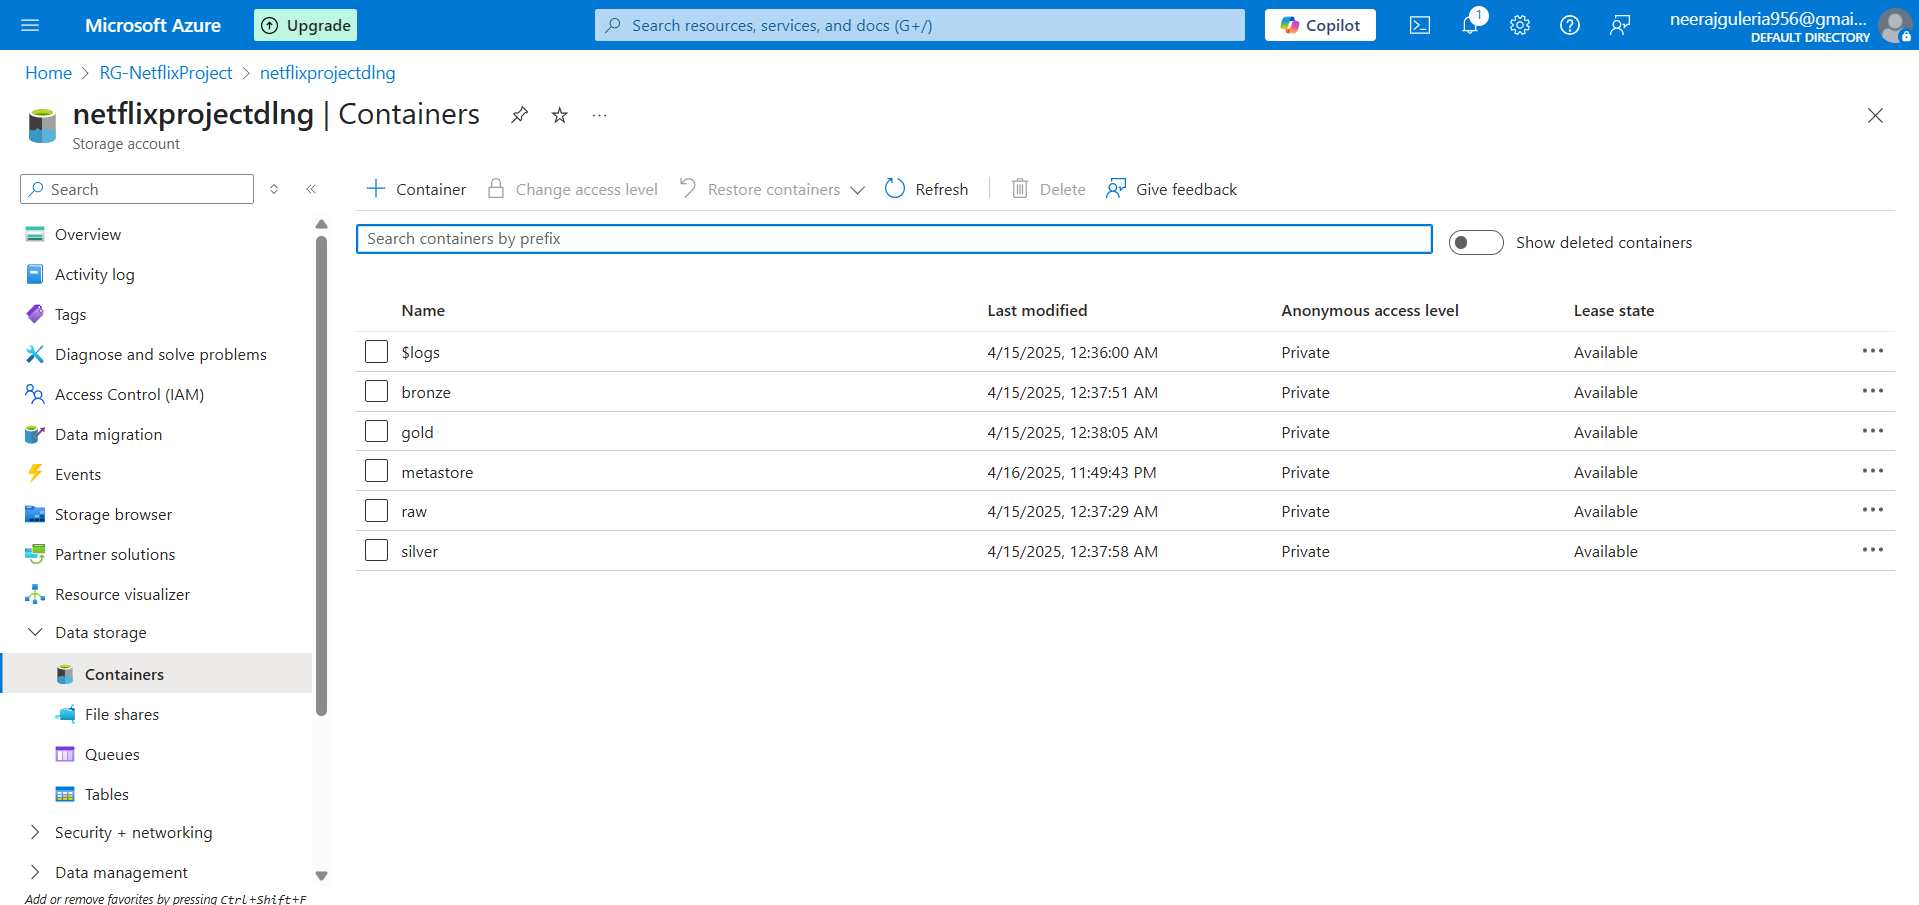 Microsoft Azure
Upgrade
Search resources, services, and docs (G+/)
Copilot
1
neerajguleria956@gmai...
DEFAULT DIRECTORY
Home > RG-NetflixProject > netflixprojectdlng
netflixprojectdlng | Containers
Storage account
Search
Container
Change access level
Restore containers
Refresh
Delete
Give feedback
Overview
Activity log
Tags
Diagnose and solve problems
Access Control (IAM)
Data migration
Events
Storage browser
Partner solutions
Resource visualizer
Data storage
Containers
File shares
Queues
Tables
Security + networking
Data management
Add or remove favorites by pressing Ctrl+Shift+F
Search containers by prefix
Show deleted containers
Name Last modified Anonymous access level Lease state
$logs 4/15/2025, 12:36:00 AM Private Available
bronze 4/15/2025, 12:37:51 AM Private Available
gold 4/15/2025, 12:38:05 AM Private Available
metastore 4/16/2025, 11:49:43 PM Private Available
raw 4/15/2025, 12:37:29 AM Private Available
silver 4/15/2025, 12:37:58 AM Private Available